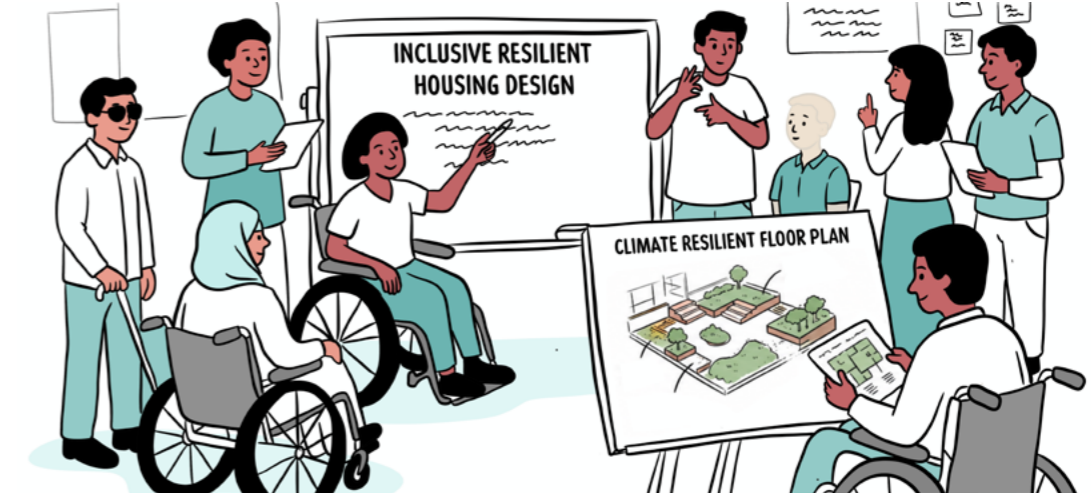 INCLUSIVE RESILIENT
HOUSING DESIGN
CLIMATE RESILIENT FLOOR PLAN